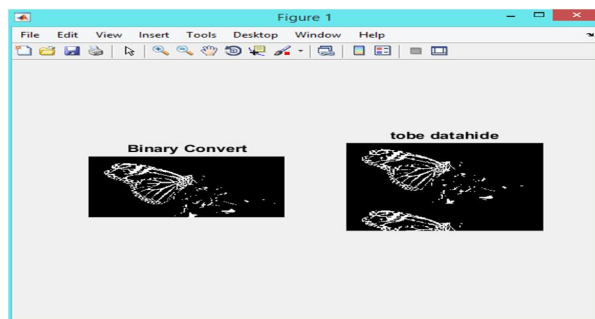 Figure 1
File Edit View Insert Tools Desktop Window Help
Binary Convert
tobe datahide